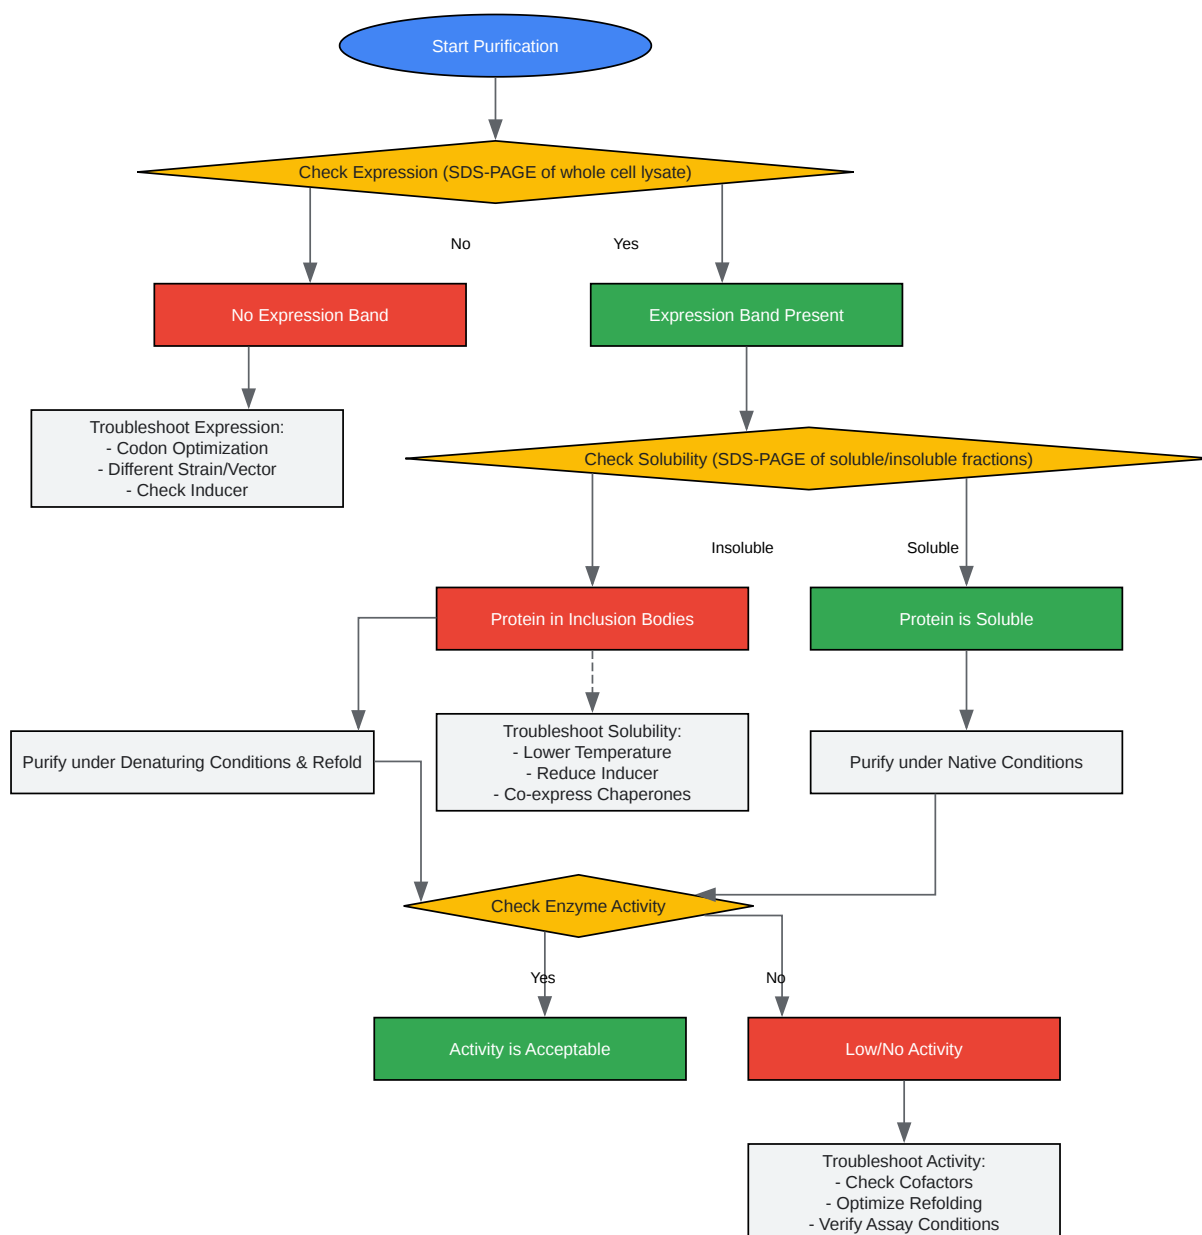 Start Purification
Check Expression (SDS-PAGE of whole cell lysate)
No
Yes
No Expression Band
Expression Band Present
Troubleshoot Expression:
- Codon Optimization
- Different Strain/Vector
- Check Inducer
Check Solubility (SDS-PAGE of soluble/insoluble fractions)
Insoluble
Soluble
Protein in Inclusion Bodies
Protein is Soluble
Purify under Denaturing Conditions & Refold
Troubleshoot Solubility:
- Lower Temperature
- Reduce Inducer
- Co-express Chaperones
Purify under Native Conditions
Check Enzyme Activity
Yes
No
Activity is Acceptable
Low/No Activity
Troubleshoot Activity:
- Check Cofactors
- Optimize Refolding
- Verify Assay Conditions